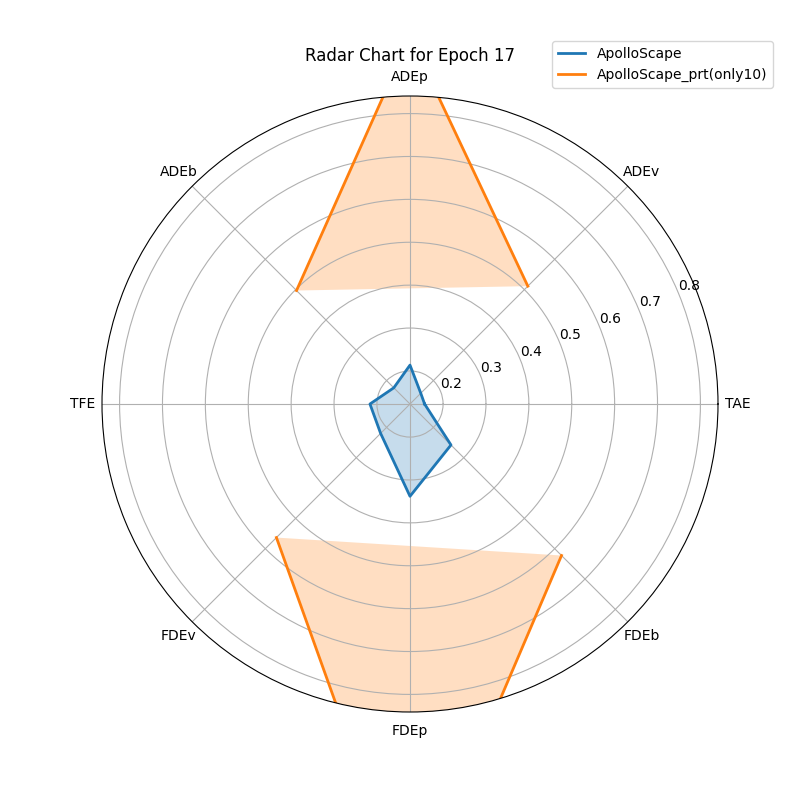 Radar Chart for Epoch 17
ApolloScape
ApolloScape_prt(only10)
ADEp
ADEb
ADEv
0.8
0.7
0.6
0.5
0.4
0.3
0.2
TFE
TAE
FDEv
FDEb
FDEp